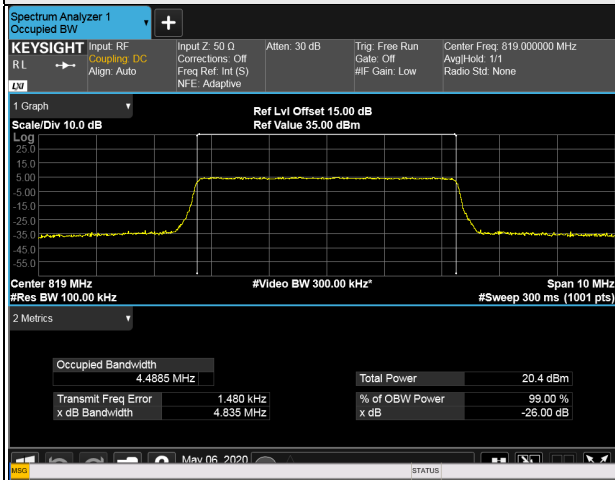 Spectrum Analyzer 1
Occupied BW
KEYSIGHT
RL
LXI
Input: RF
Coupling: DC
Align: Auto
Input Z: 50 Ω
Corrections: Off
Freq Ref: Int (S)
NFE: Adaptive
Atten: 30 dB
Trig: Free Run
Gate: Off
#IF Gain: Low
Center Freq: 819.000000 MHz
Avg|Hold: 1/1
Radio Std: None
1 Graph
Scale/Div 10.0 dB
Ref Lvl Offset 15.00 dB
Ref Value 35.00 dBm
Log
25.0
15.0
5.00
-5.00
-15.0
-25.0
-35.0
-45.0
-55.0
Center 819 MHz
#Video BW 300.00 kHz*
Span 10 MHz
#Res BW 100.00 kHz
#Sweep 300 ms (1001 pts)
2 Metrics
Occupied Bandwidth
4.4885 MHz
Total Power 20.4 dBm
Transmit Freq Error 1.480 kHz
% of OBW Power 99.00 %
x dB Bandwidth 4.835 MHz
x dB -26.00 dB
May 06, 2020
MSG
STATUS